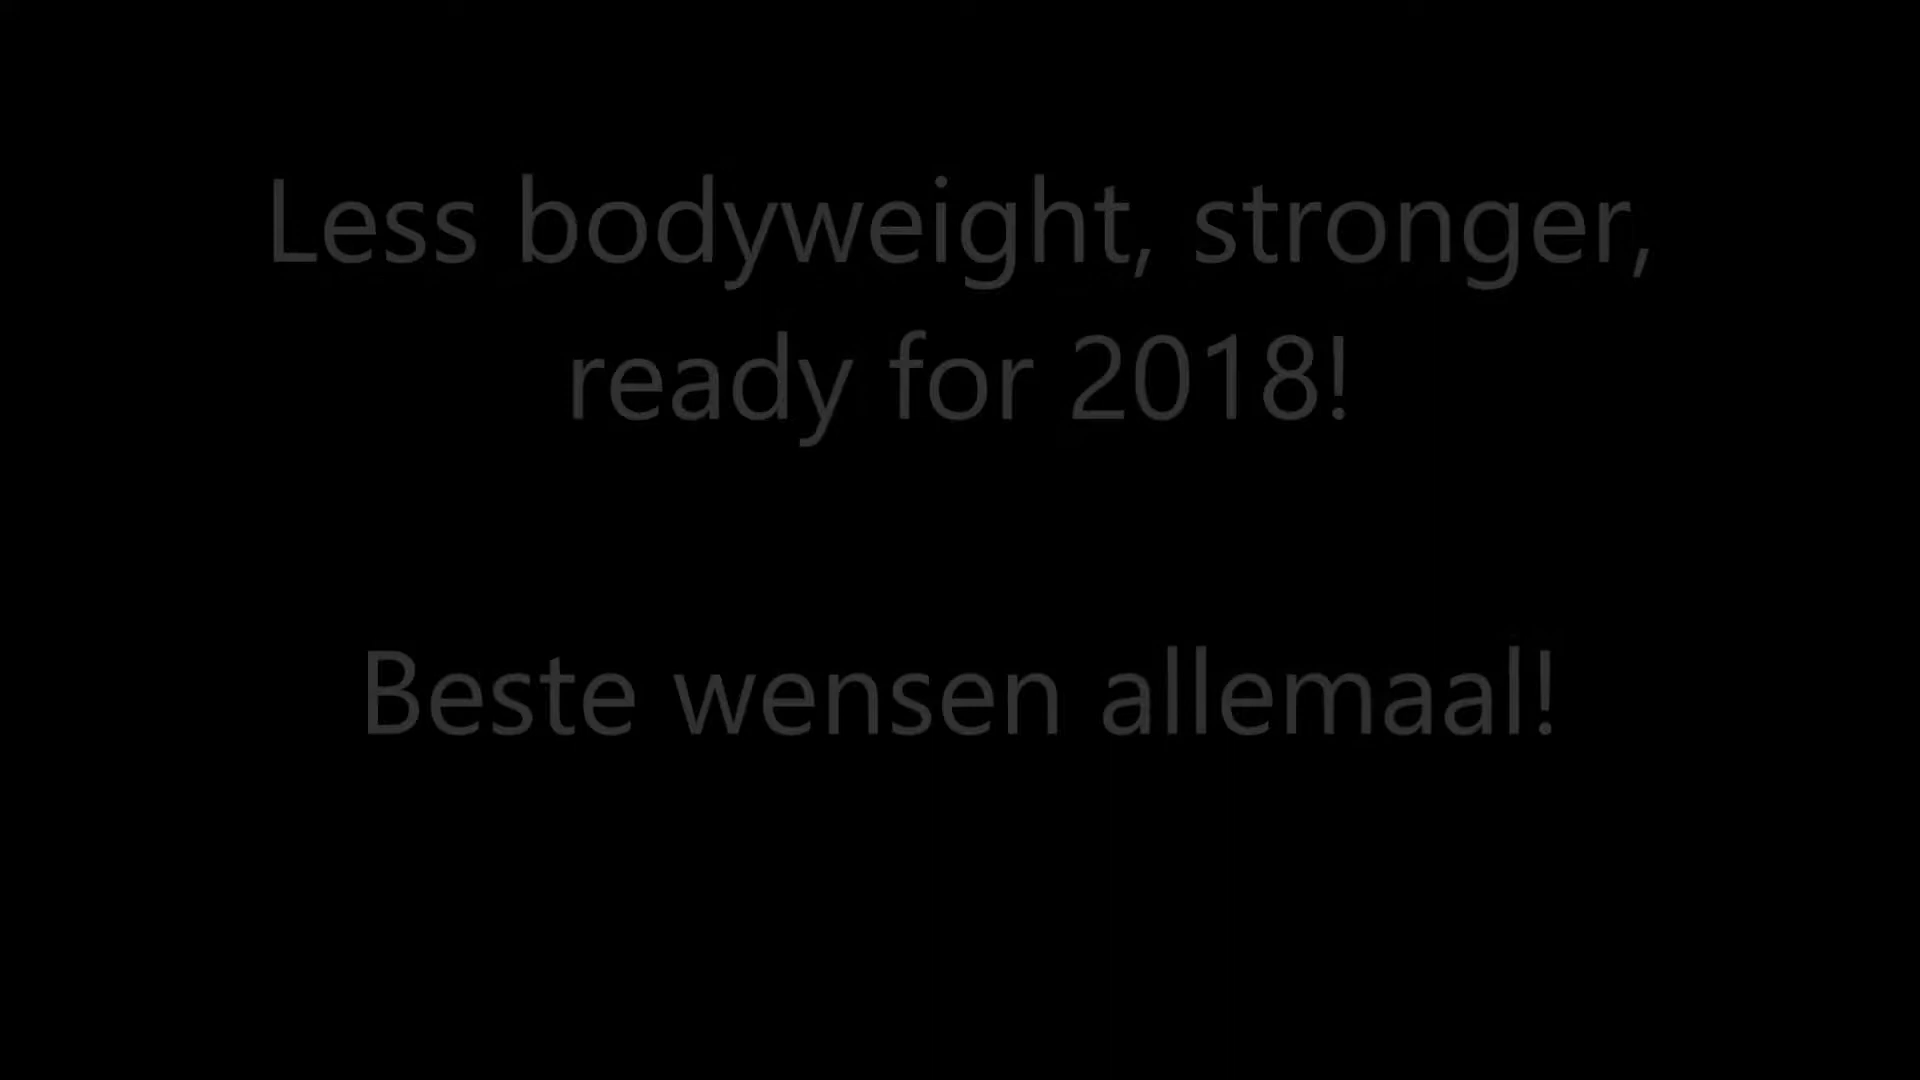 Less bodyweight, stronger,
ready for 2018!
Beste wensen allemaal!